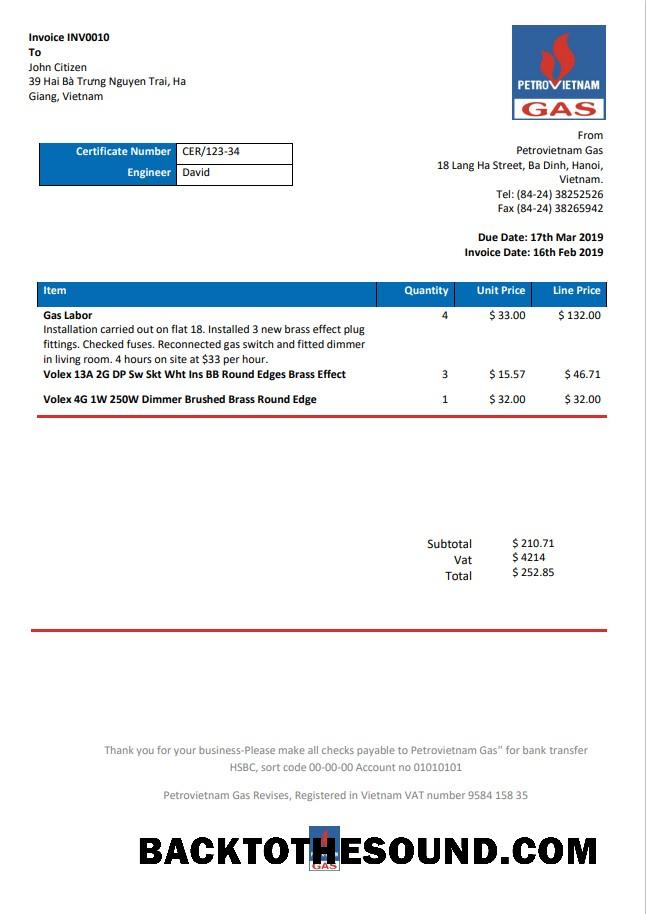 Invoice INV0010
To
John Citizen
39 Hai Bà Trưng Nguyen Trai, Ha
Giang, Vietnam
PETROVIETNAM
GAS
From
Petrovietnam Gas
18 Lang Ha Street, Ba Dinh, Hanoi,
Vietnam.
Tel: (84-24) 38252526
Fax (84-24) 38265942
Certificate Number CER/123-34
Engineer David
Due Date: 17th Mar 2019
Invoice Date: 16th Feb 2019
Item Quantity Unit Price Line Price
Gas Labor 4 $ 33.00 $ 132.00
Installation carried out on flat 18. Installed 3 new brass effect plug
fittings. Checked fuses. Reconnected gas switch and fitted dimmer
in living room. 4 hours on site at $33 per hour.
Volex 13A 2G DP Sw Skt Wht Ins BB Round Edges Brass Effect 3 $ 15.57 $ 46.71
Volex 4G 1W 250W Dimmer Brushed Brass Round Edge 1 $ 32.00 $ 32.00
Subtotal $ 210.71
Vat $ 4214
Total $ 252.85
Thank you for your business-Please make all checks payable to Petrovietnam Gas" for bank transfer
HSBC, sort code 00-00-00 Account no 01010101
Petrovietnam Gas Revises, Registered in Vietnam VAT number 9584 158 35
BACKTOTHESOUND.COM
GAS